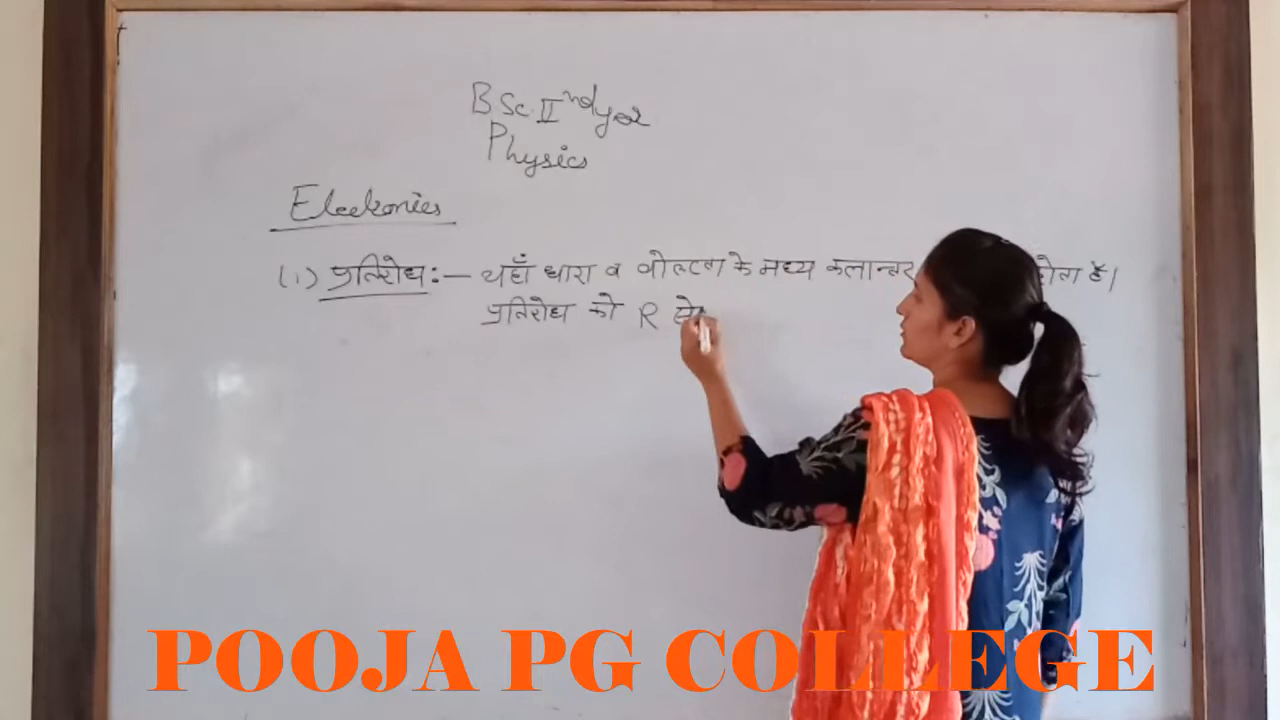 BSc. IInd year
Physics
Electronics
(1) प्रतिरोध :— यहाँ धारा व वोल्टता के मध्य कलान्तर होता है।
प्रतिरोध को R से
POOJA PG COLLEGE